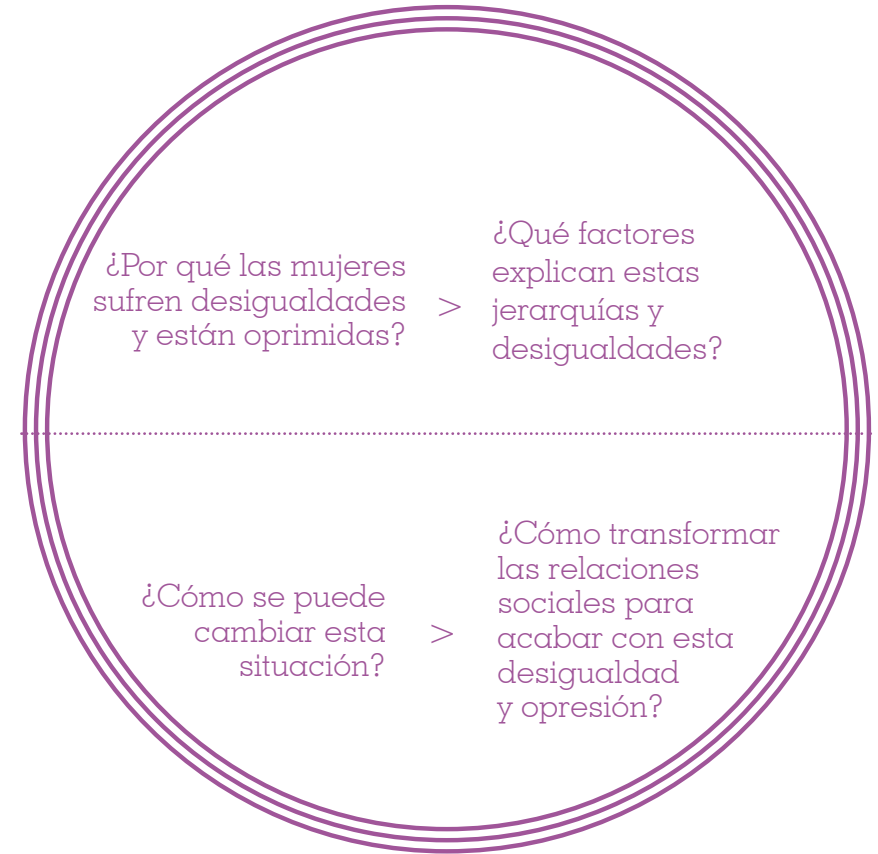 ¿Por qué las mujeres
sufren desigualdades
y están oprimidas?
>
¿Qué factores
explican estas
jerarquías y
desigualdades?
¿Cómo se puede
cambiar esta
situación?
>
¿Cómo transformar
las relaciones
sociales para
acabar con esta
desigualdad
y opresión?